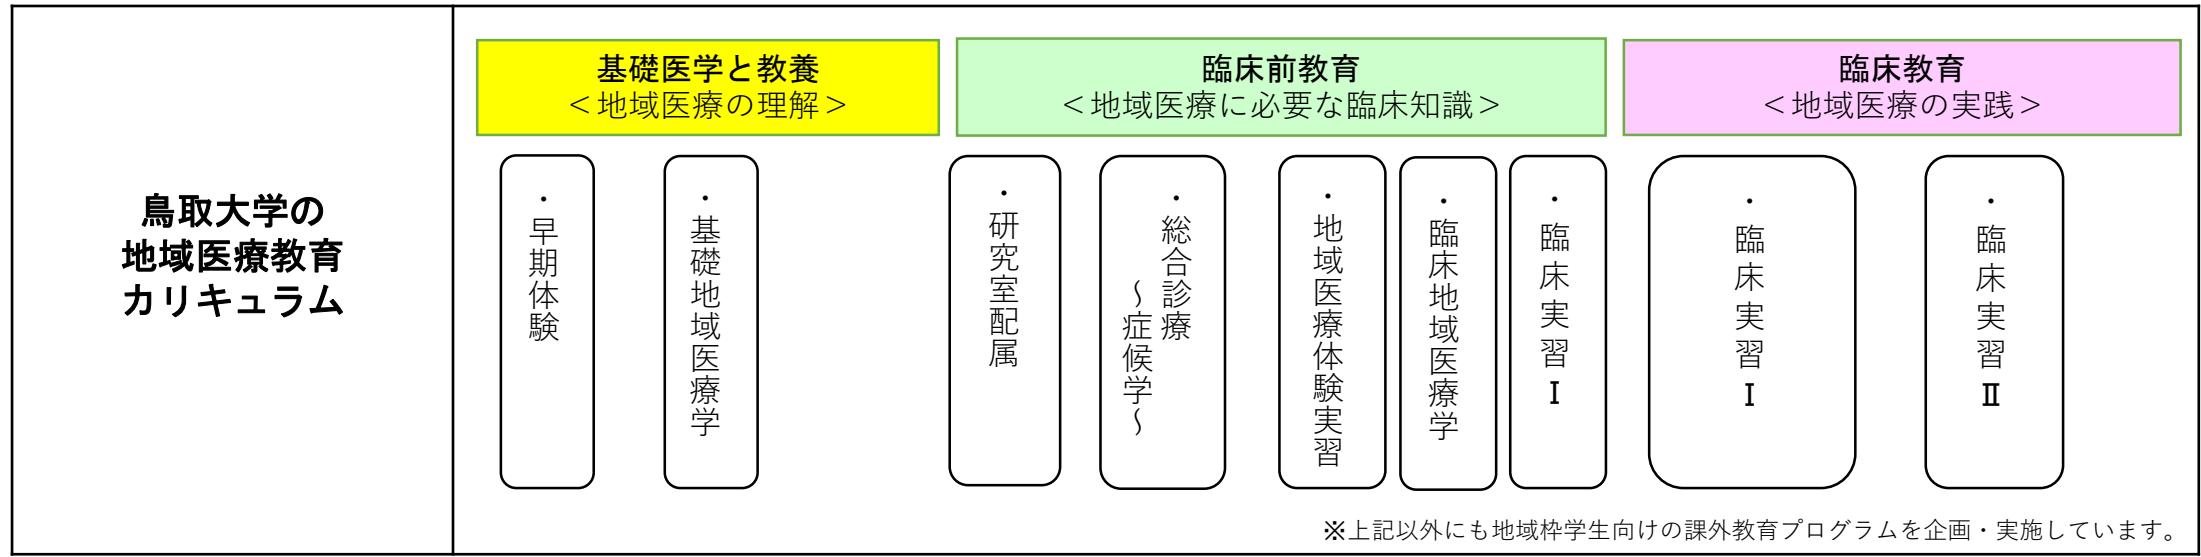 鳥取大学の
地域医療教育
カリキュラム
基礎医学と教養
＜地域医療の理解＞
臨床前教育
＜地域医療に必要な臨床知識＞
臨床教育
＜地域医療の実践＞
・早期体験
・基礎地域医療学
・研究室配属
・総合診療
～症候学～
・地域医療体験実習
・臨床地域医療学
・臨床実習Ⅰ
・臨床実習Ⅰ
・臨床実習Ⅱ
※上記以外にも地域枠学生向けの課外教育プログラムを企画・実施しています。